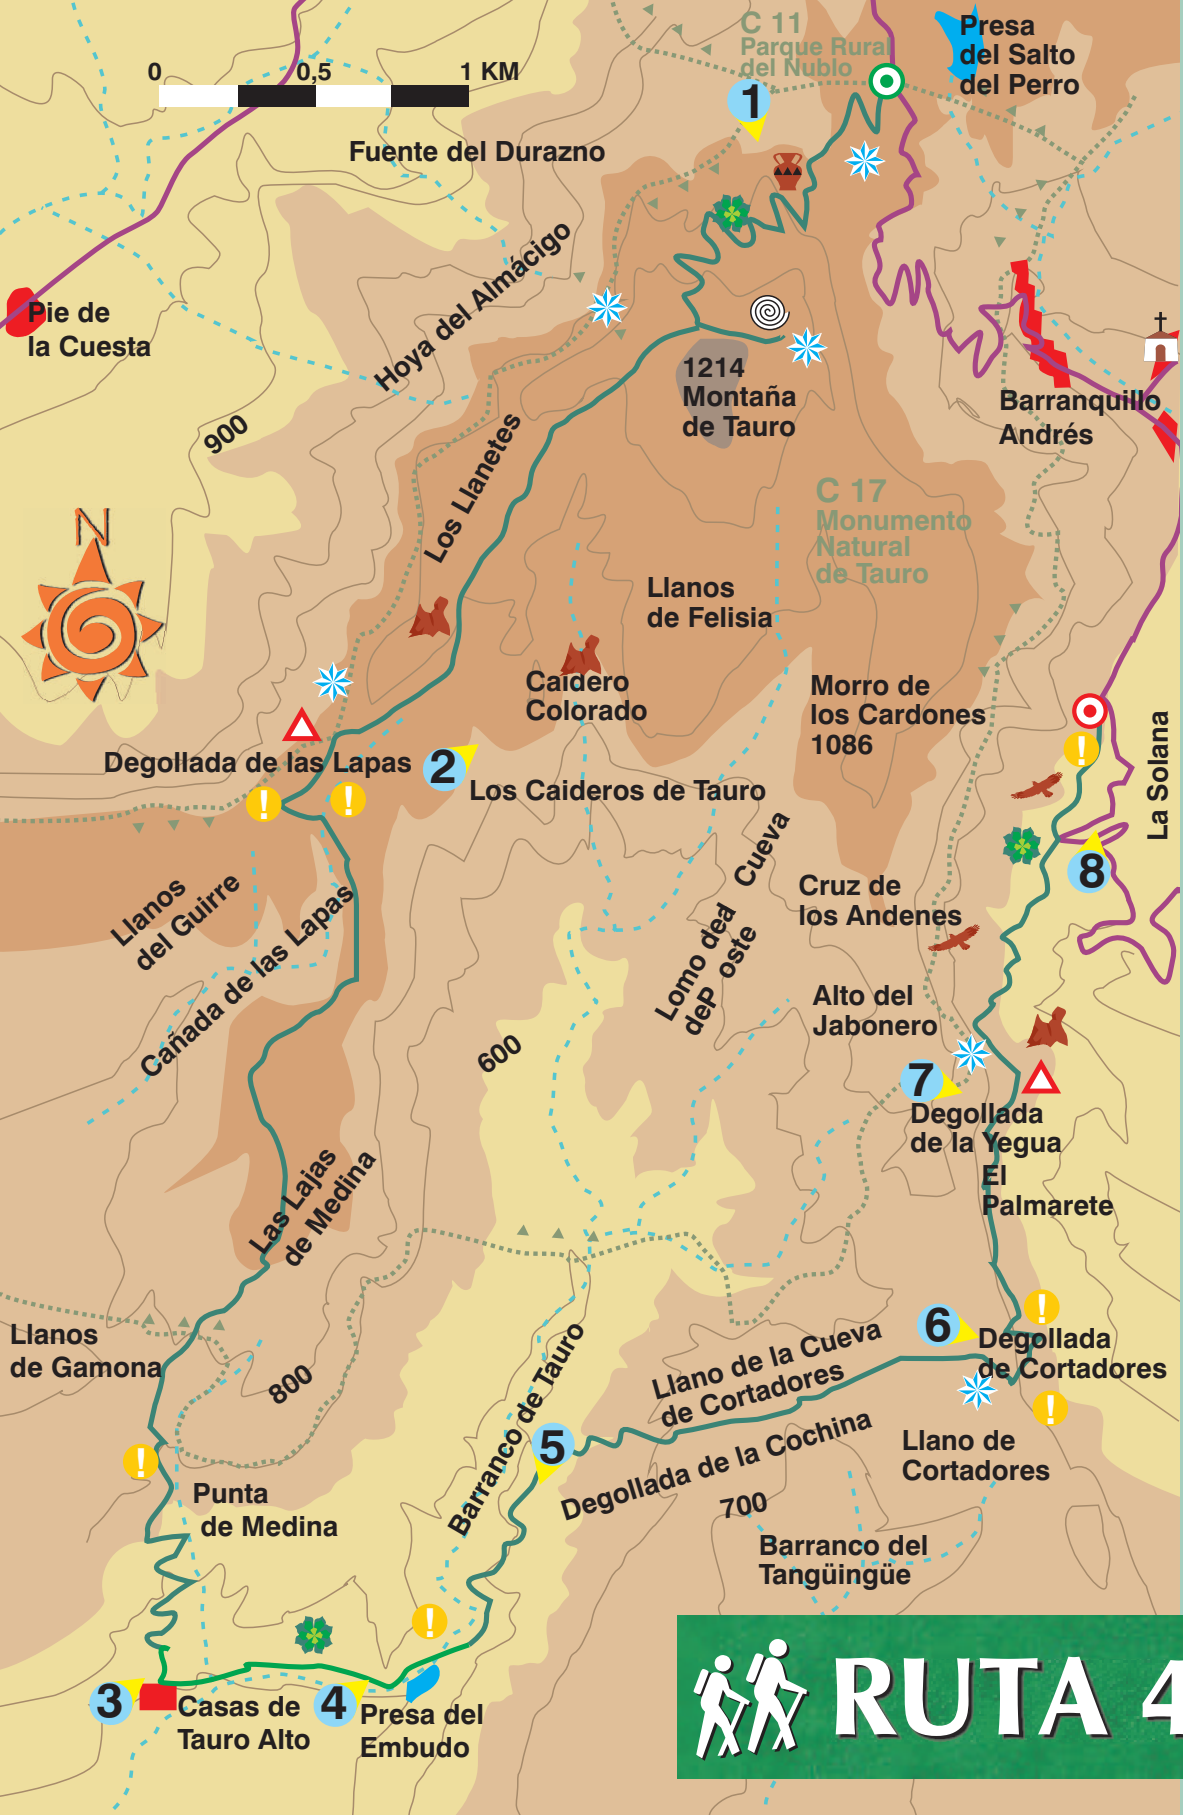 C 11
Parque Rural
del Nublo
Presa
del Salto
del Perro
0 0,5 1 KM
1
Fuente del Durazno
Hoya del Almácigo
Pie de
la Cuesta
1214
Montaña
de Tauro
Barranquillo
Andrés
900
Los Llanetes
C 17
Monumento
Natural
de Tauro
N
Llanos
de Felisia
Caidero
Colorado
Morro de
los Cardones
1086
La Solana
!
Degollada de las Lapas
2
Los Caideros de Tauro
!
!
8
Llanos
del Guirre
Cañada de las Lapas
Lomo ded Cueva
deP oste
Cruz de
los Andenes
Alto del
Jabonero
600
7
Degollada
de la Yegua
El
Palmarete
Las Lajas
de Medina
!
6
Degollada
de Cortadores
Llanos
de Gamona
800
Llano de la Cueva
de Cortadores
!
Barranco de Tauro
5
Degollada de la Cochina
Llano de
Cortadores
!
Punta
de Medina
700
Barranco del
Tangüingüe
!
3
Casas de
Tauro Alto
4
Presa del
Embudo
RUTA 4